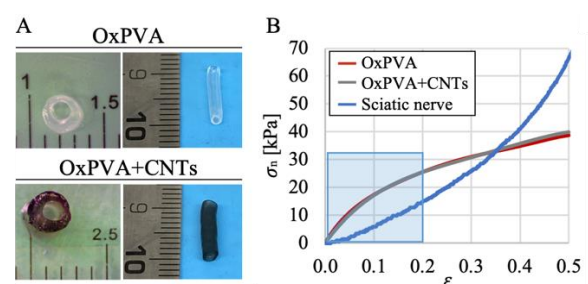 A
OxPVA
1
1.5
9
10
OxPVA+CNTs
1
2.5
9
10
B
70
60
50
40
30
20
10
0
σn [kPa]
OxPVA
OxPVA+CNTs
Sciatic nerve
0.0
0.1
0.2
0.3
0.4
0.5
ε